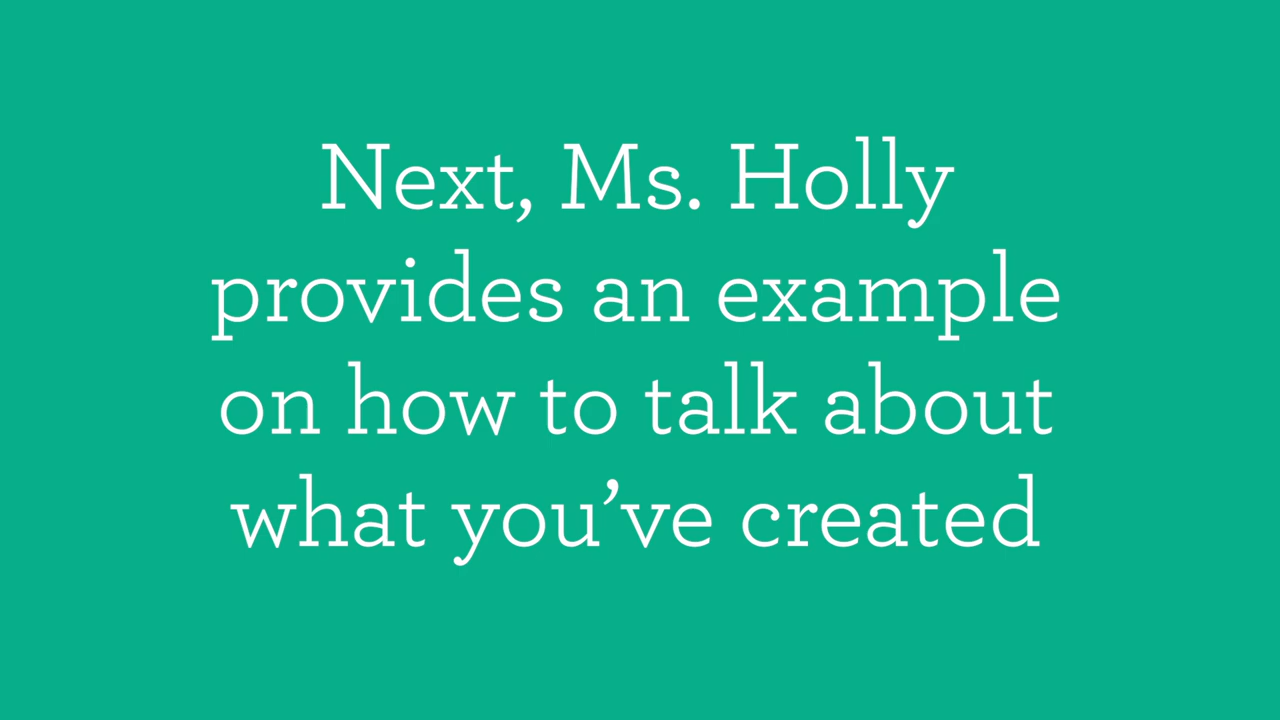 Next, Ms. Holly
provides an example
on how to talk about
what you’ve created